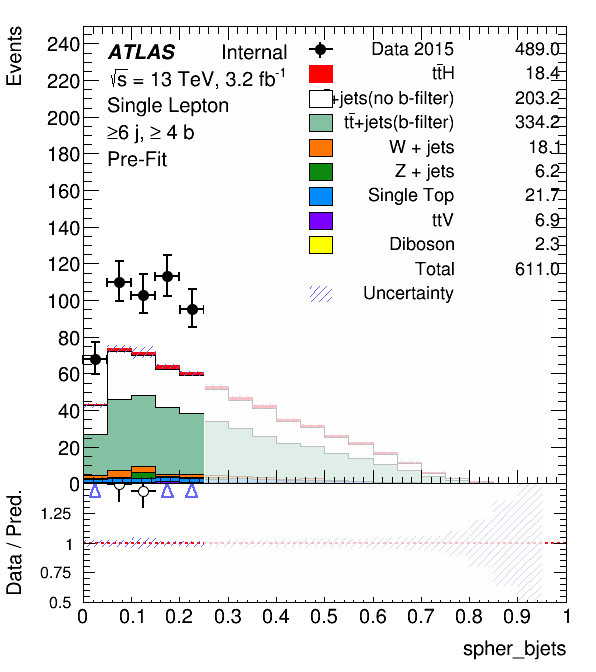 Events
240
220
200
180
160
140
120
100
80
60
40
20
0
ATLAS Internal
√s = 13 TeV, 3.2 fb⁻¹
Single Lepton
≥6 j, ≥ 4 b
Pre-Fit
Data 2015 489.0
tt̄H 18.4
+jets(no b-filter) 203.2
tt̄+jets(b-filter) 334.2
W + jets 18.1
Z + jets 6.2
Single Top 21.7
ttV 6.9
Diboson 2.3
Total 611.0
Uncertainty
Data / Pred.
1.25
1
0.75
0.5
0 0.1 0.2 0.3 0.4 0.5 0.6 0.7 0.8 0.9 1
spher_bjets